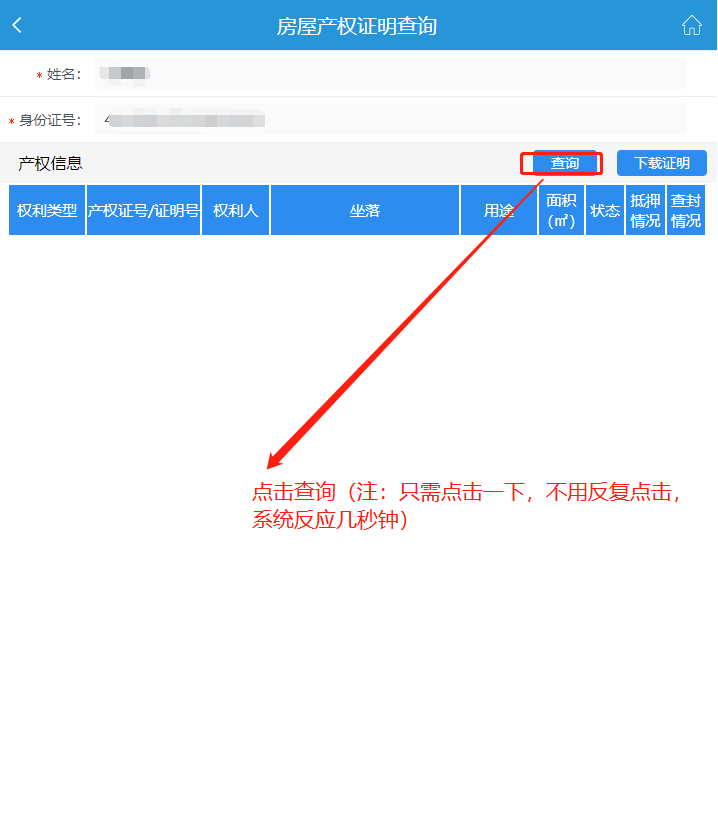 房屋产权证明查询
* 姓名：
* 身份证号： 4
产权信息 查询 下载证明
权利类型 产权证号/证明号 权利人 坐落 用途 面积(㎡) 状态 抵押情况 查封情况
点击查询（注：只需点击一下，不用反复点击，
系统反应几秒钟）